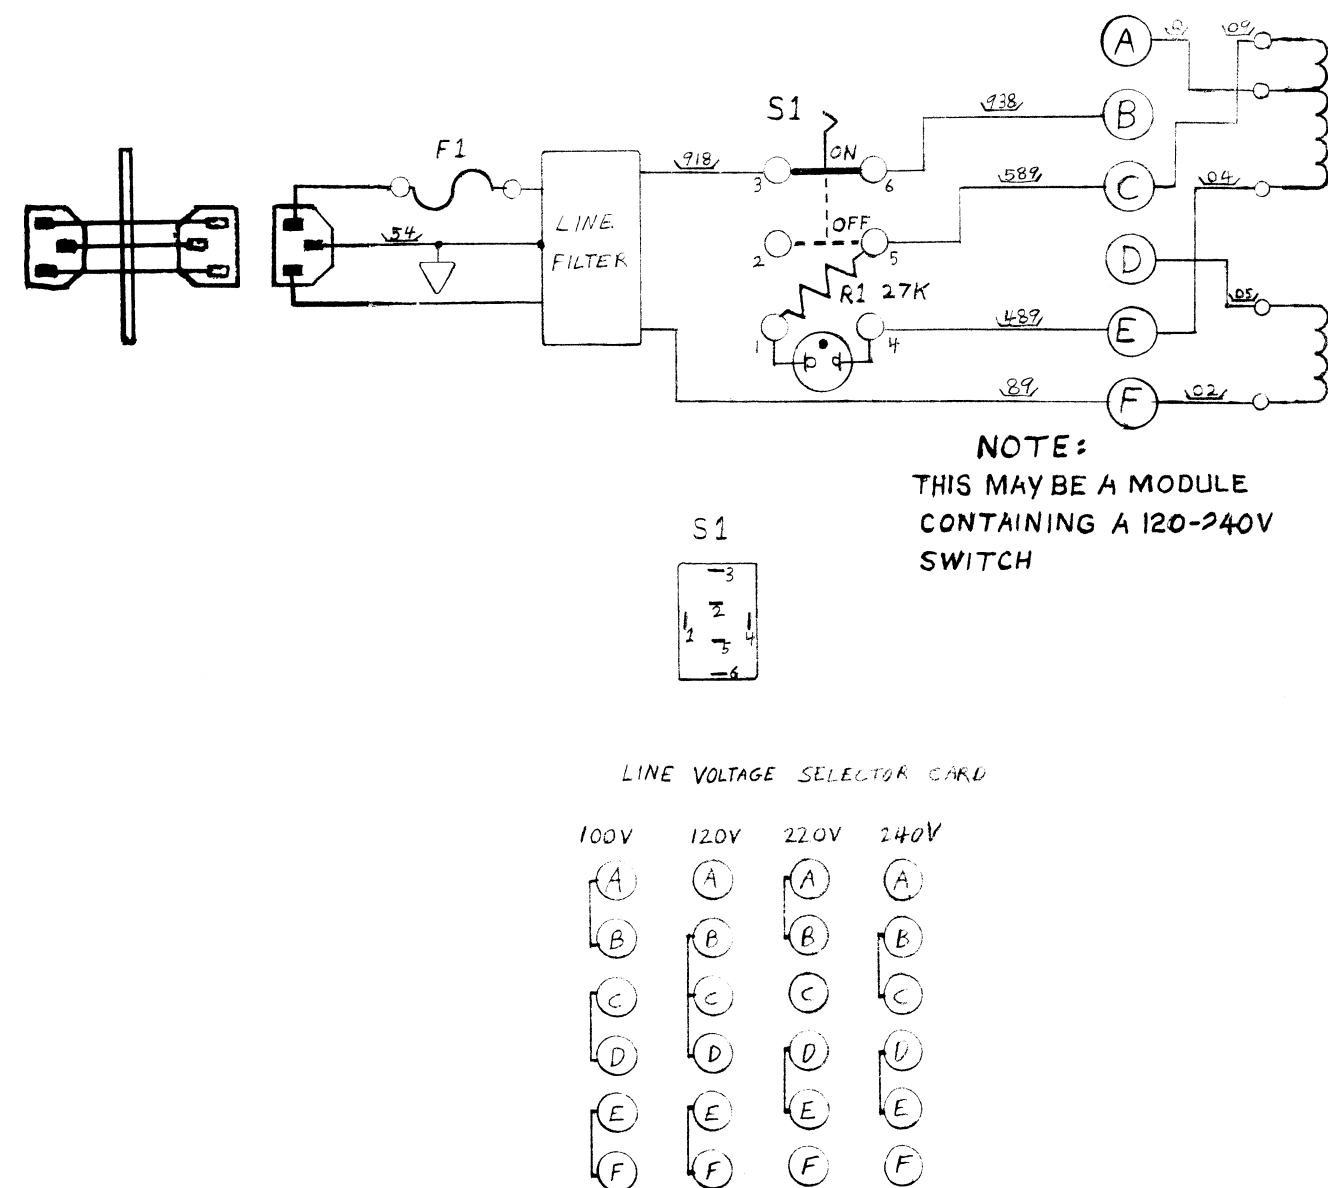 A 0 09
S1 938 B
F1 918 3 ON 6 589 C 04
LINE
FILTER
54 2 OFF 5 D
R1 27K 05
1 4 489 E
89 F 02
NOTE:
THIS MAY BE A MODULE
CONTAINING A 120-240V
SWITCH
S1
3
2
1 4
5
6
LINE VOLTAGE SELECTOR CARD
100V 120V 220V 240V
A A A A
B B B B
C C C C
D D D D
E E E E
F F F F